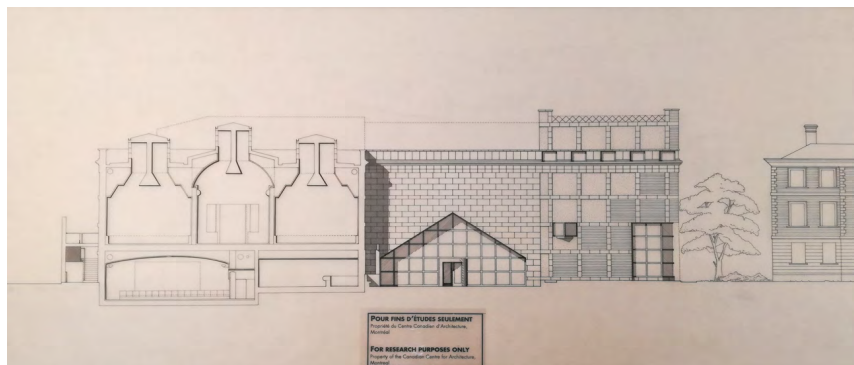 POUR FINS D'ÉTUDES SEULEMENT
Propriété du Centre Canadien d'Architecture,
Montréal
FOR RESEARCH PURPOSES ONLY
Property of the Canadian Centre for Architecture,
Montreal